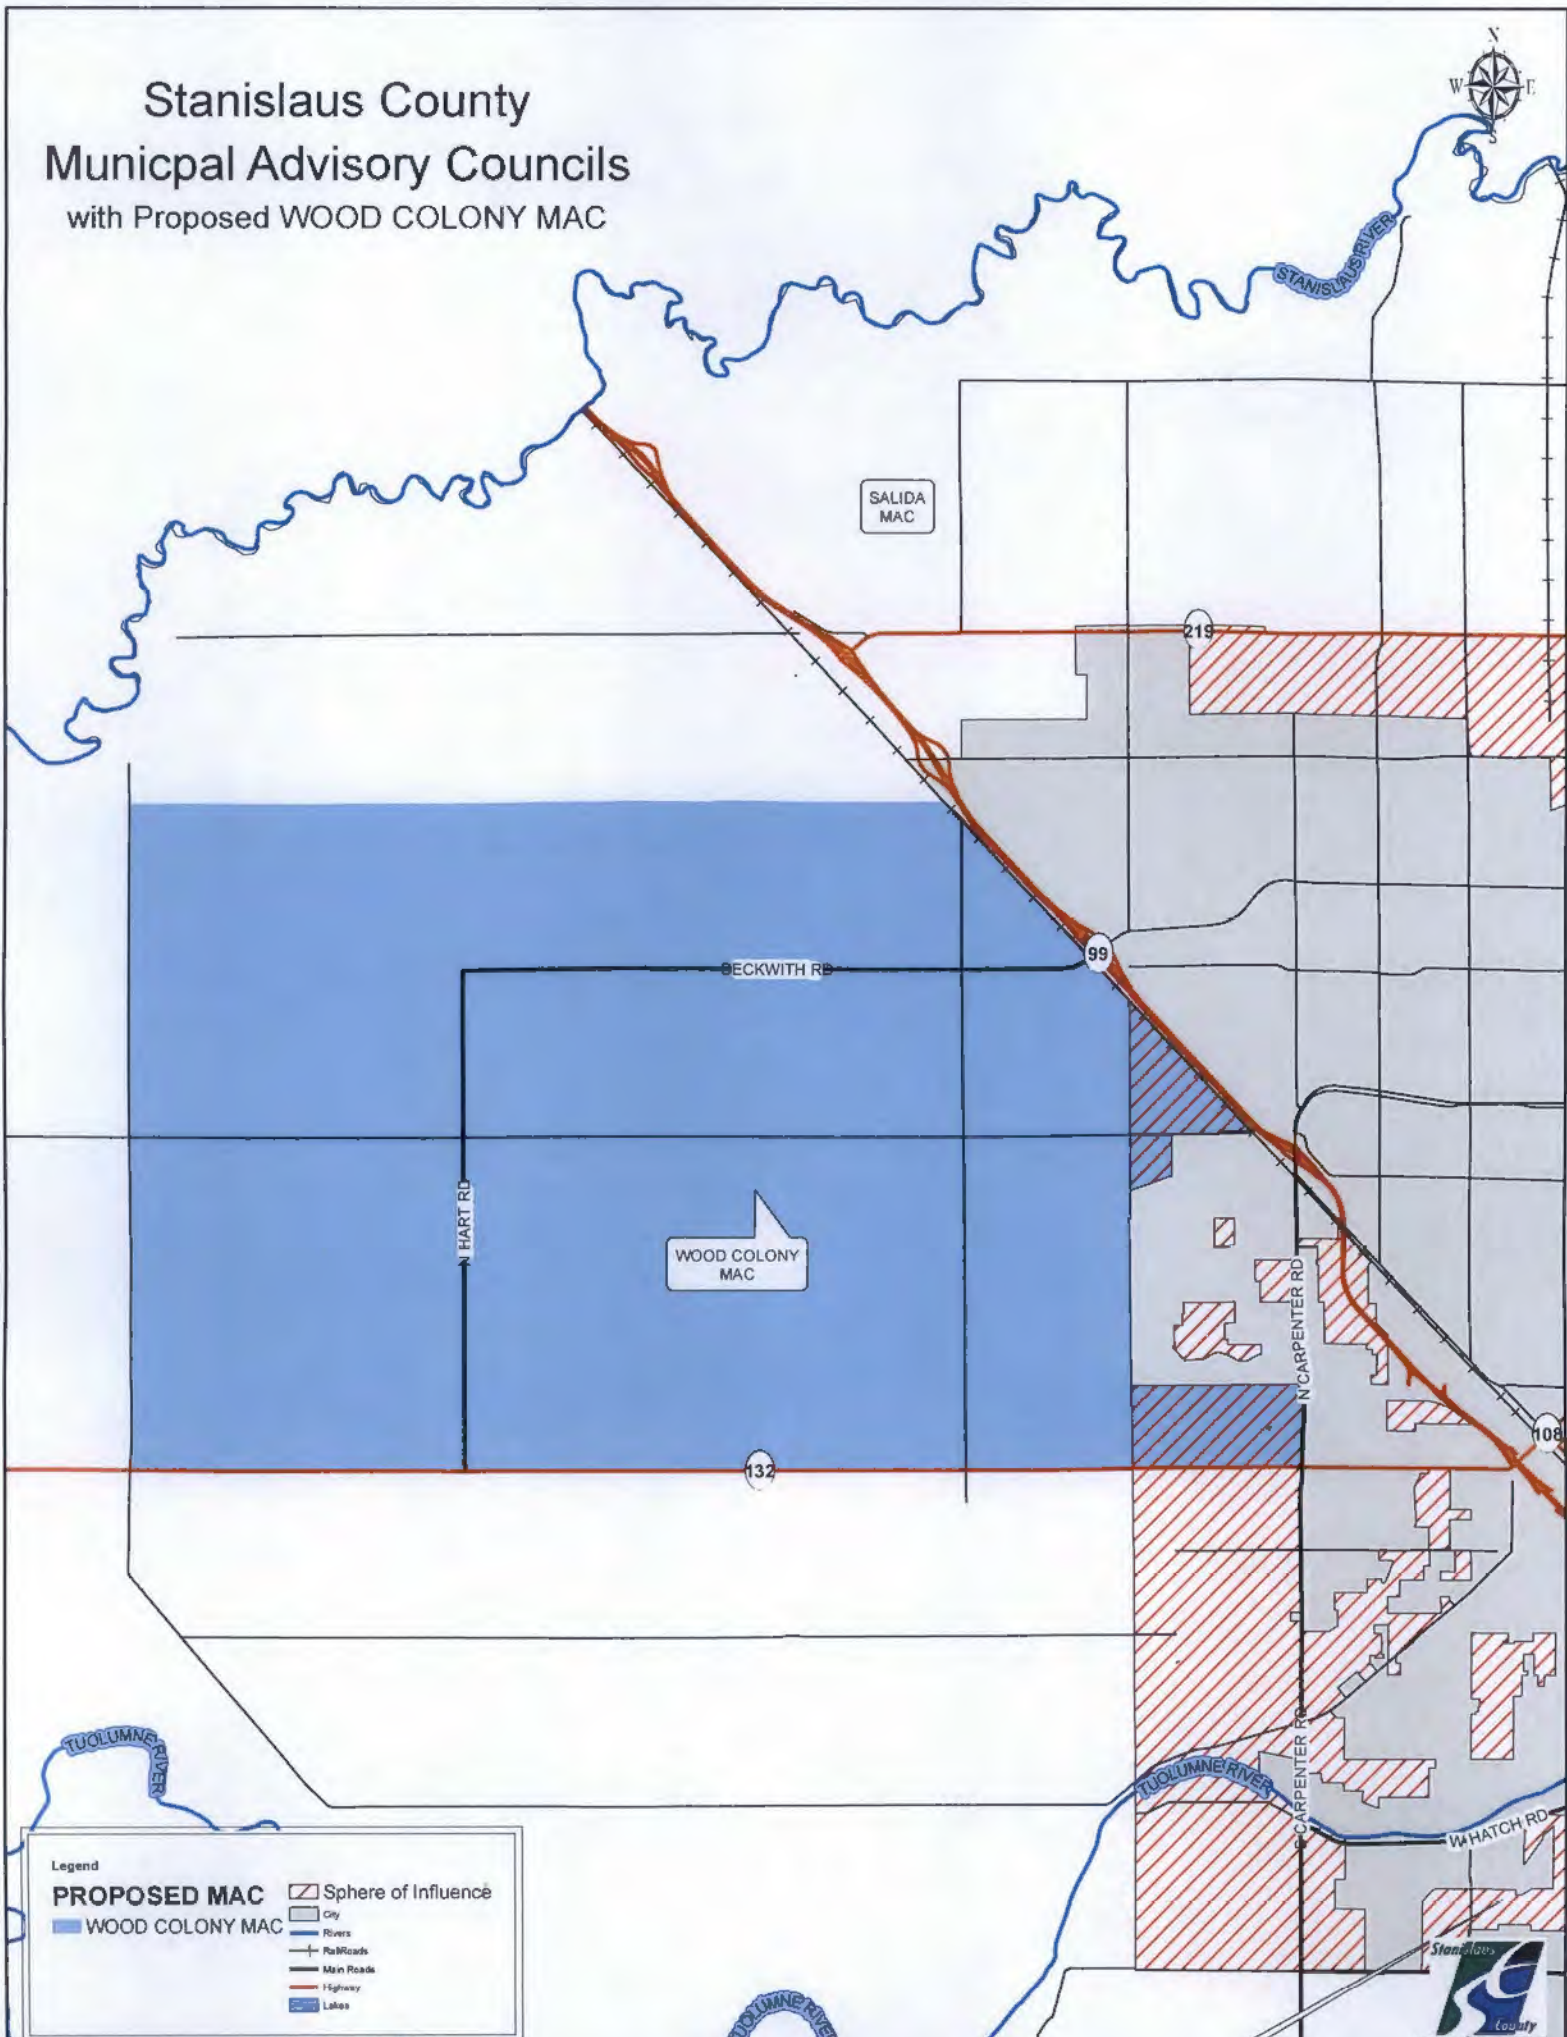 Stanislaus County
Municpal Advisory Councils
with Proposed WOOD COLONY MAC
N
W
E
S
STANISLAUS RIVER
SALIDA
MAC
219
99
BECKWITH RD
N HART RD
WOOD COLONY
MAC
N CARPENTER RD
108
132
TUOLUMNE RIVER
TUOLUMNE RIVER
CARPENTER RD
W HATCH RD
TUOLUMNE RIVER
Legend
PROPOSED MAC
WOOD COLONY MAC
Sphere of Influence
City
Rivers
RailRoads
Main Roads
Highway
Lakes
Stanislaus
County